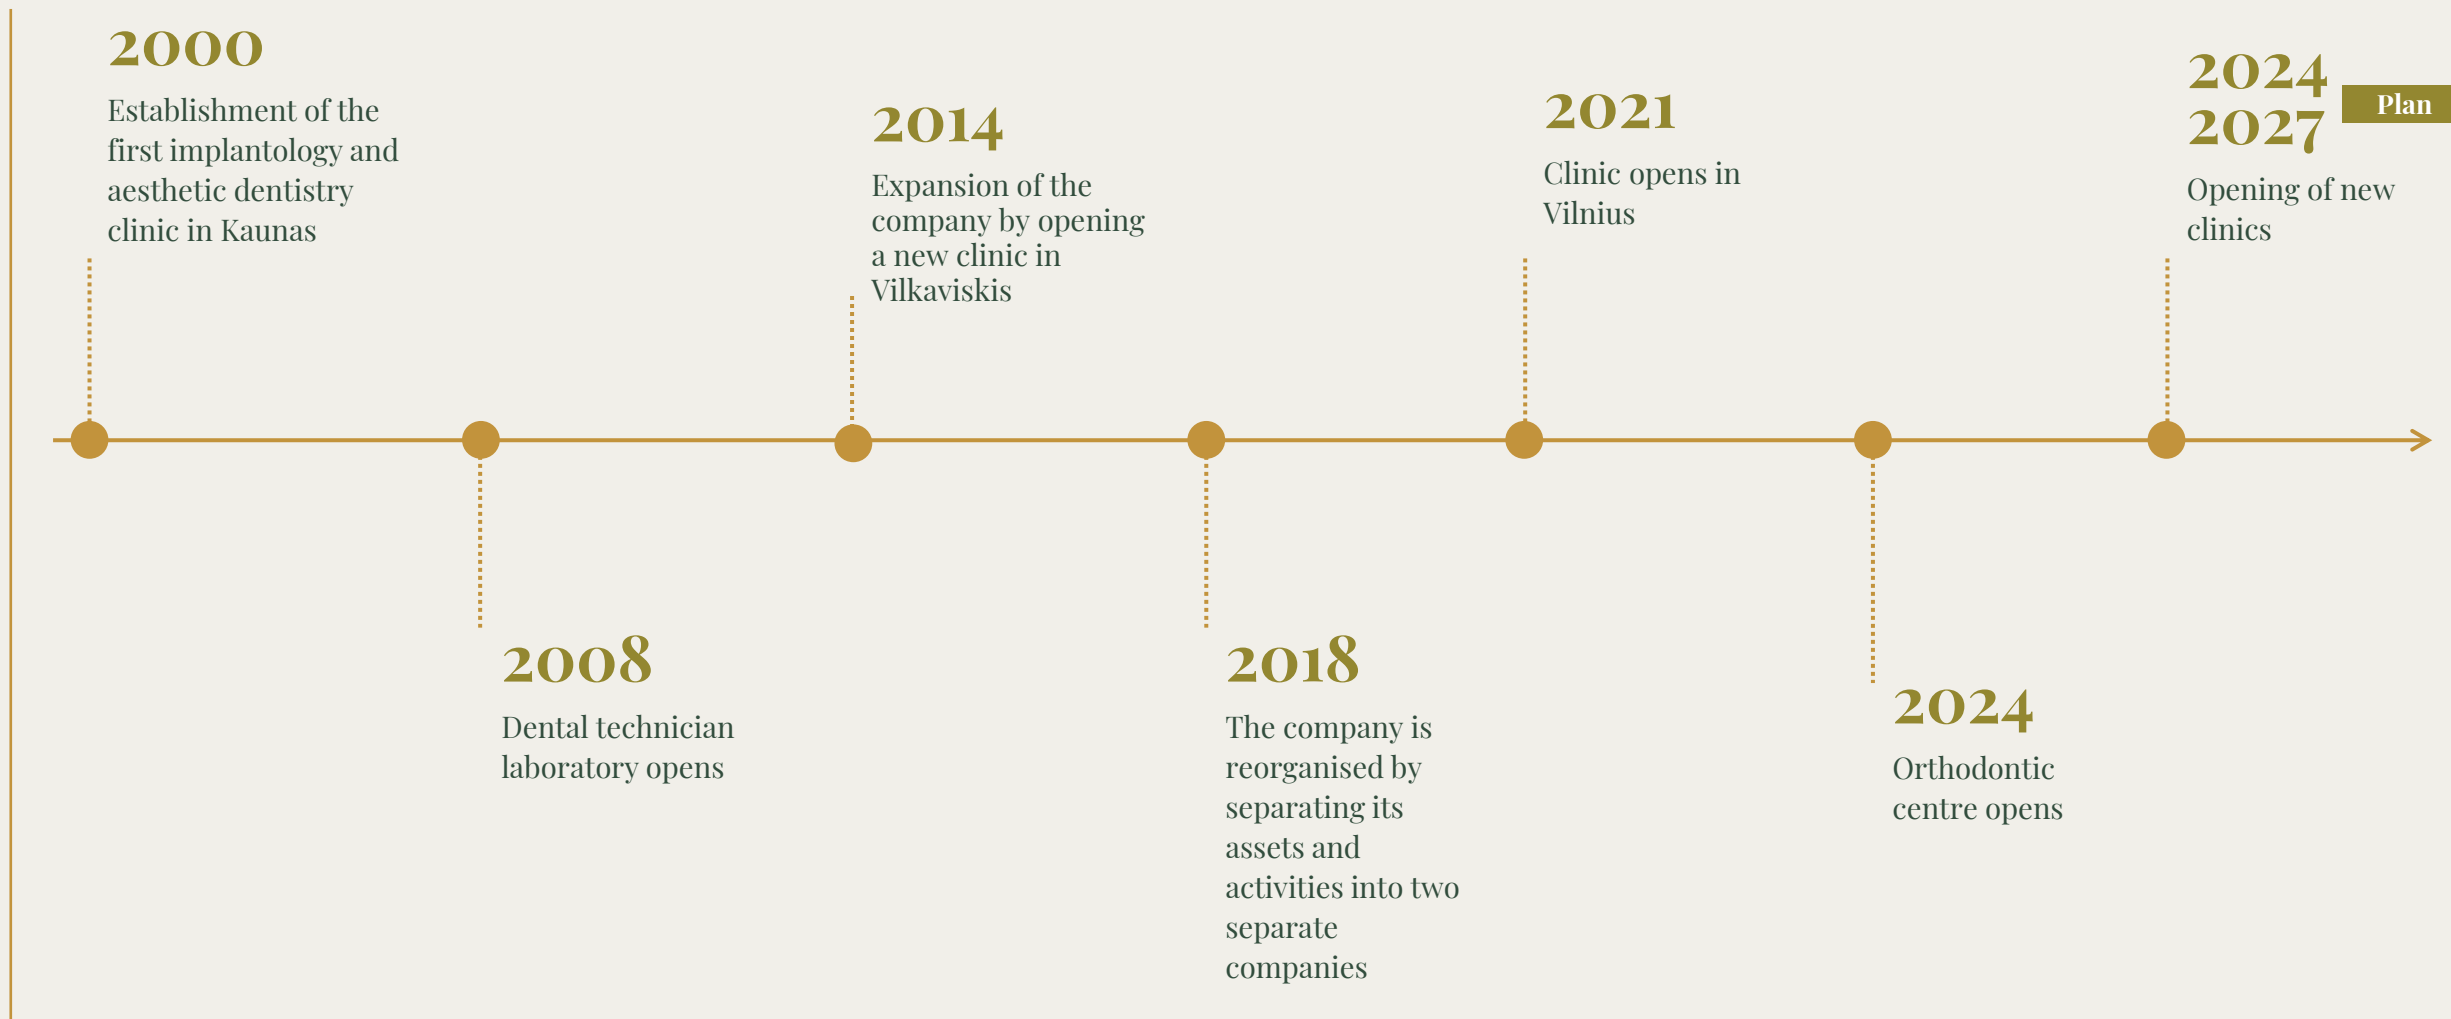 2000
Establishment of the
first implantology and
aesthetic dentistry
clinic in Kaunas
2008
Dental technician
laboratory opens
2014
Expansion of the
company by opening
a new clinic in
Vilkaviskis
2018
The company is
reorganised by
separating its
assets and
activities into two
separate
companies
2021
Clinic opens in
Vilnius
2024
Orthodontic
centre opens
2024
2027
Plan
Opening of new
clinics